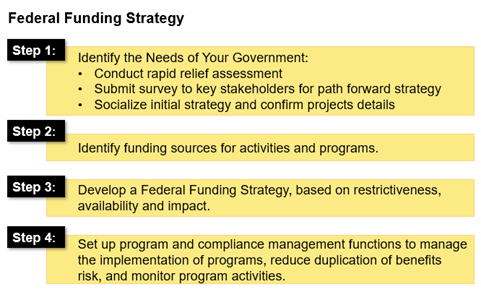 Federal Funding Strategy
Step 1:
Identify the Needs of Your Government:
• Conduct rapid relief assessment
• Submit survey to key stakeholders for path forward strategy
• Socialize initial strategy and confirm projects details
Step 2:
Identify funding sources for activities and programs.
Step 3:
Develop a Federal Funding Strategy, based on restrictiveness,
availability and impact.
Step 4:
Set up program and compliance management functions to manage
the implementation of programs, reduce duplication of benefits
risk, and monitor program activities.